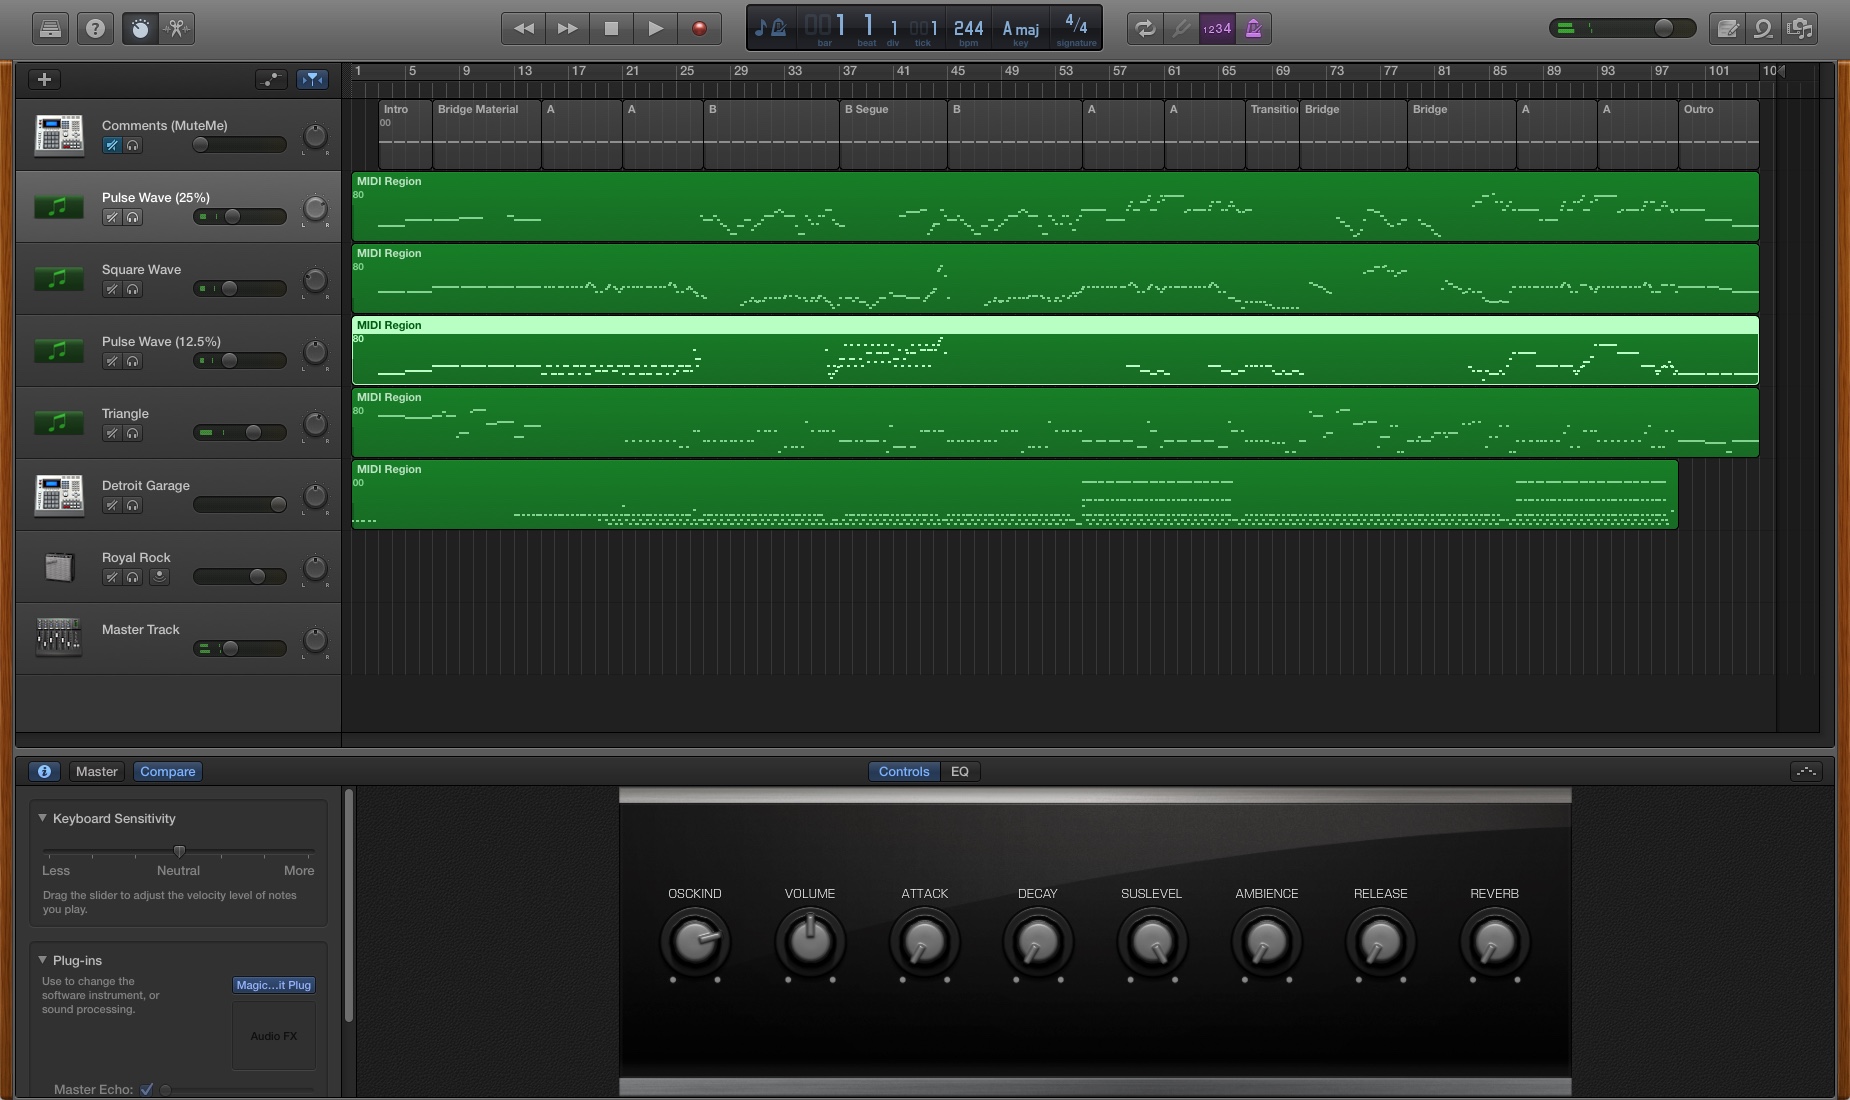 001 1 1 001 244 A maj 4/4
bar beat div tick bpm key signature
1234
1 5 9 13 17 21 25 29 33 37 41 45 49 53 57 61 65 69 73 77 81 85 89 93 97 101 10
Intro Bridge Material A A B B Segue B A A Transition Bridge Bridge A A Outro
00
Comments (MuteMe)
L R
MIDI Region
80
Pulse Wave (25%)
L R
MIDI Region
80
Square Wave
L R
MIDI Region
80
Pulse Wave (12.5%)
L R
MIDI Region
80
Triangle
L R
MIDI Region
00
Detroit Garage
L R
Royal Rock
L R
Master Track
L R
Master Compare Controls EQ
Keyboard Sensitivity
Less Neutral More
Drag the slider to adjust the velocity level of notes
you play.
OSCKIND VOLUME ATTACK DECAY SUSLEVEL AMBIENCE RELEASE REVERB
Plug-ins
Use to change the
software instrument, or
sound processing.
Magic...it Plug
Audio FX
Master Echo: